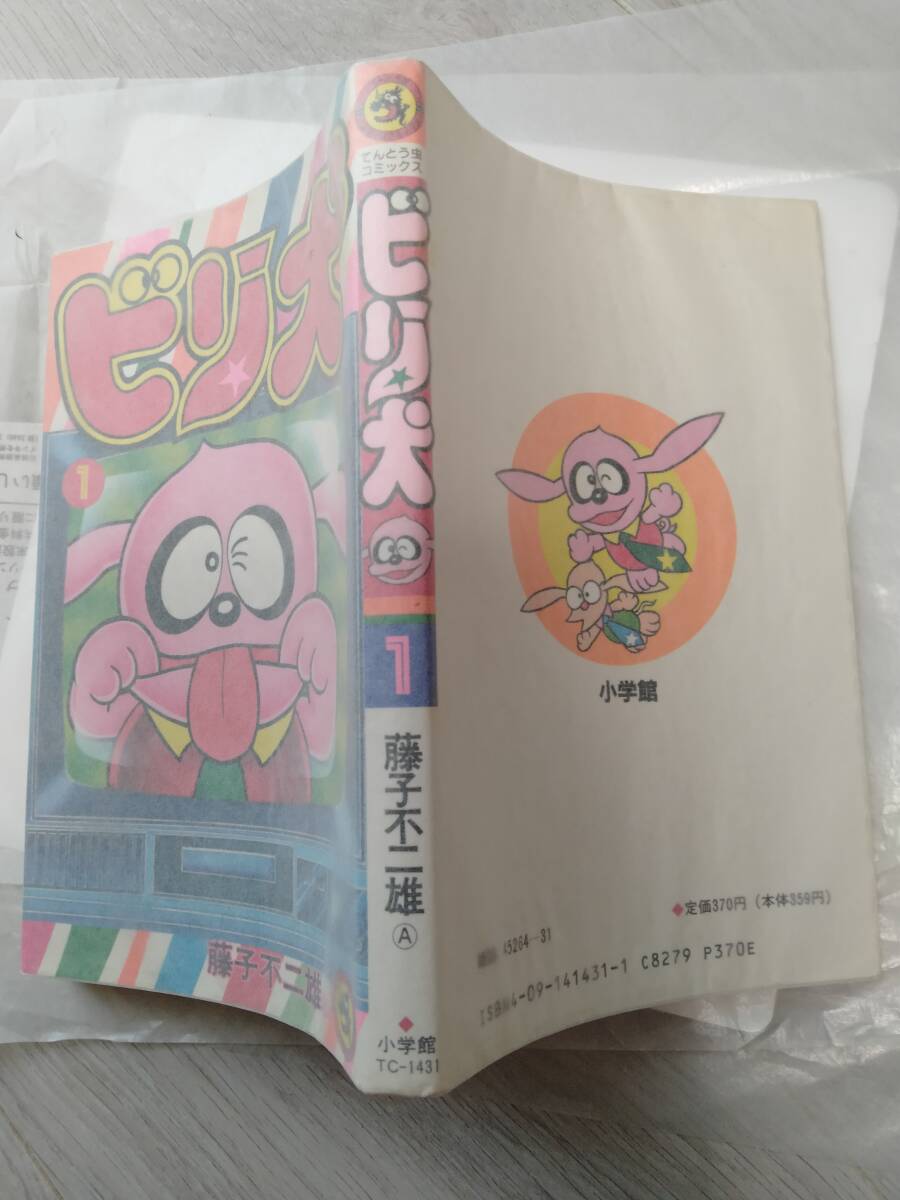 ビリ犬
1
藤子不二雄
てんとう虫
コミックス
ビリ犬
1
藤子不二雄
Ⓐ
小学館
TC-1431
小学館
◆定価370円（本体359円）
45264-31
ISBN4-09-141431-1 C8279 P370E